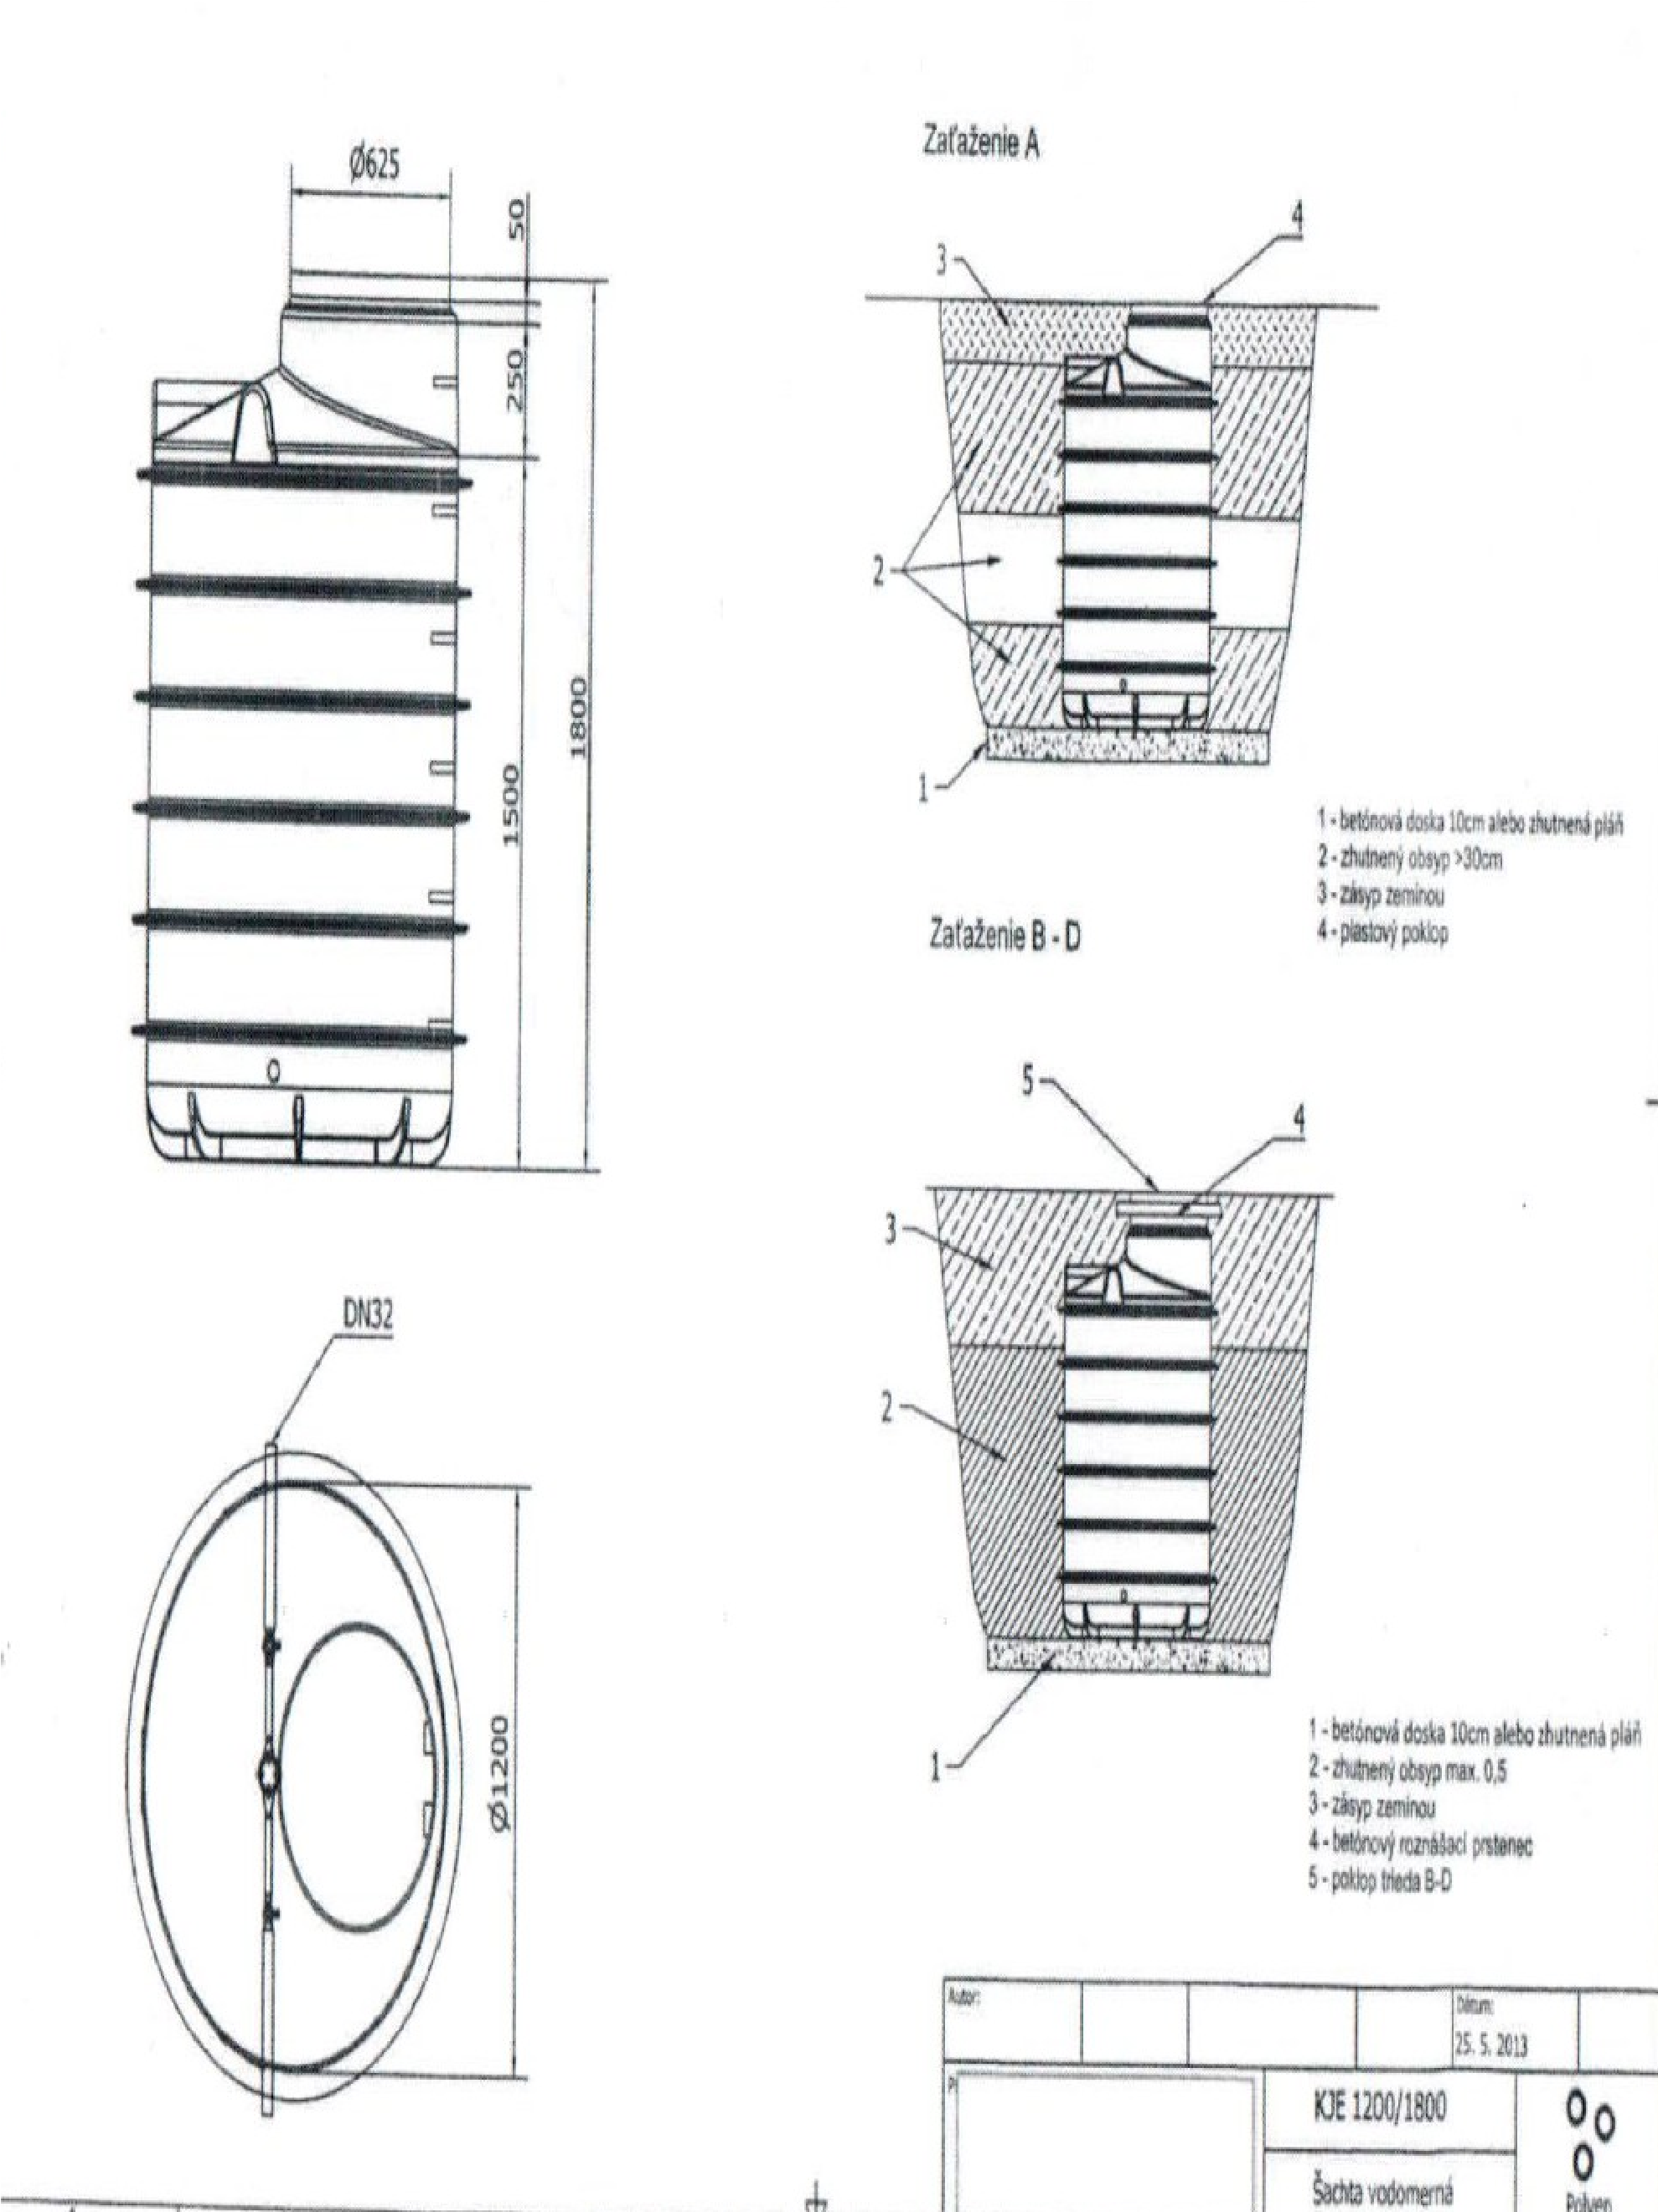 Ø625
50
250
1500
1800
DN32
Ø1200
Zaťaženie A
4
3
2
1
1 - betónová doska 10cm alebo zhutnená pláň
2 - zhutnený obsyp >30cm
3 - zásyp zeminou
4 - plastový poklop
Zaťaženie B - D
5
4
3
2
1
1 - betónová doska 10cm alebo zhutnená pláň
2 - zhutnený obsyp max. 0,5
3 - zásyp zeminou
4 - betónový roznášací prstenec
5 - poklop trieda B-D
Autor:
Dátum:
25. 5. 2013
KJE 1200/1800
Šachta vodomerná